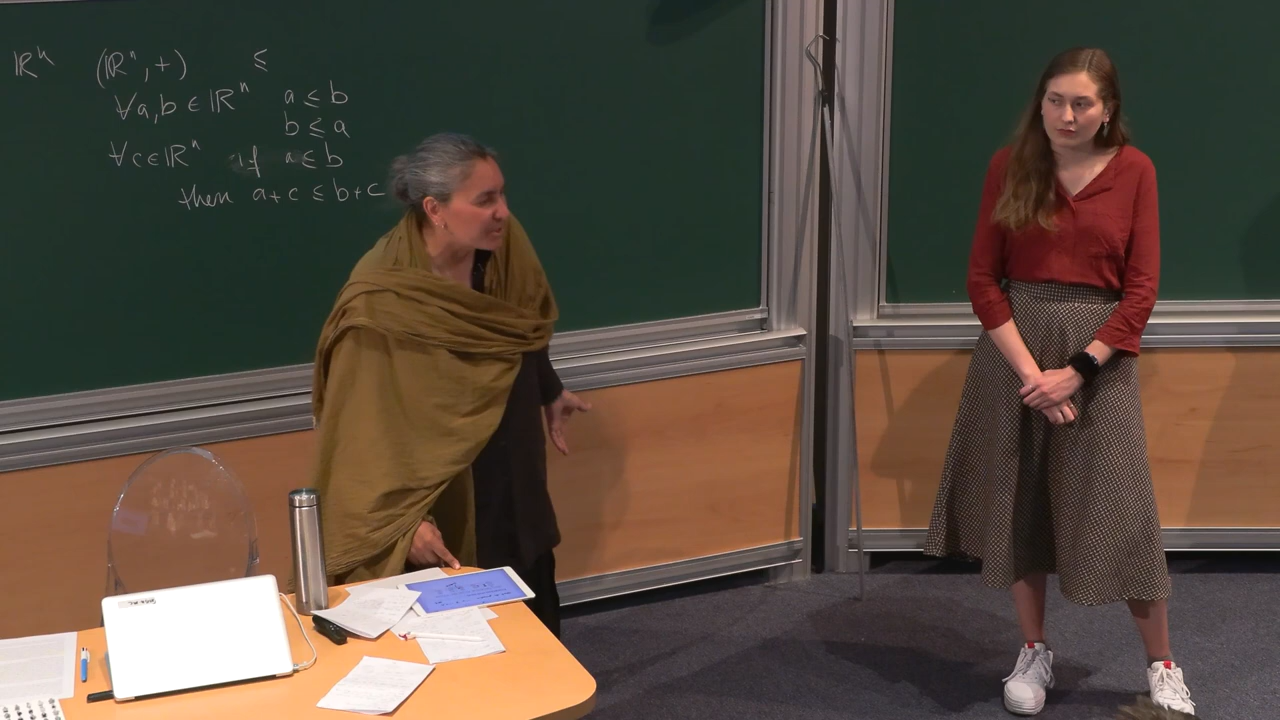 ℝⁿ (ℝⁿ, +) ≤
∀a,b ∈ ℝⁿ a ≤ b
b ≤ a
∀c∈ℝⁿ if a ≤ b
then a+c ≤ b+c